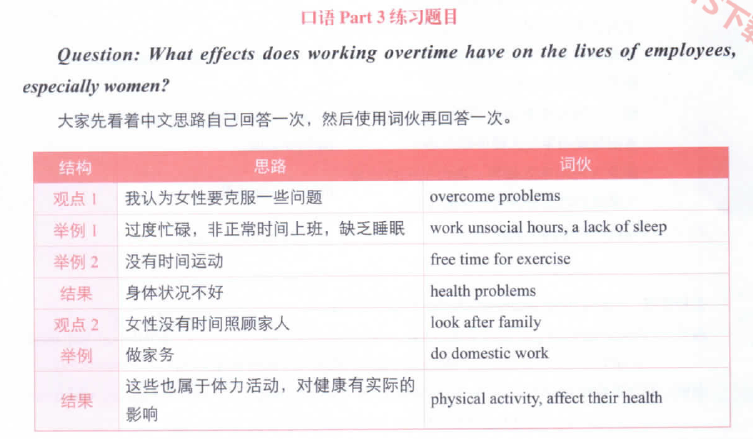 口语 Part 3 练习题目
Question: What effects does working overtime have on the lives of employees,
especially women?
大家先看着中文思路自己回答一次，然后使用词伙再回答一次。
结构 思路 词伙
观点 1 我认为女性要克服一些问题 overcome problems
举例 1 过度忙碌，非正常时间上班，缺乏睡眠 work unsocial hours, a lack of sleep
举例 2 没有时间运动 free time for exercise
结果 身体状况不好 health problems
观点 2 女性没有时间照顾家人 look after family
举例 做家务 do domestic work
结果 这些也属于体力活动，对健康有实际的 physical activity, affect their health
影响